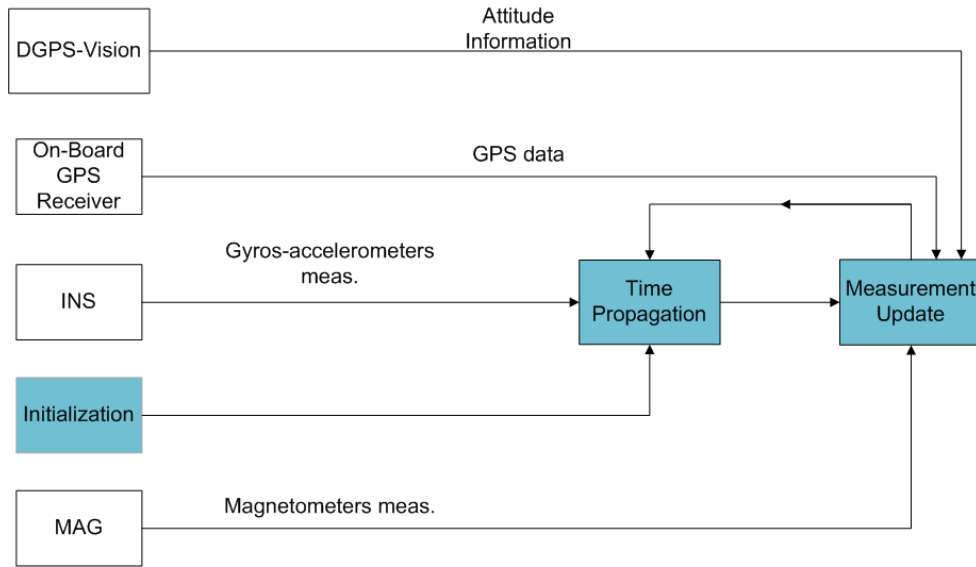 DGPS-Vision
Attitude
Information
On-Board
GPS
Receiver
GPS data
Gyros-accelerometers
meas.
INS
Time
Propagation
Measurement
Update
Initialization
MAG
Magnetometers meas.